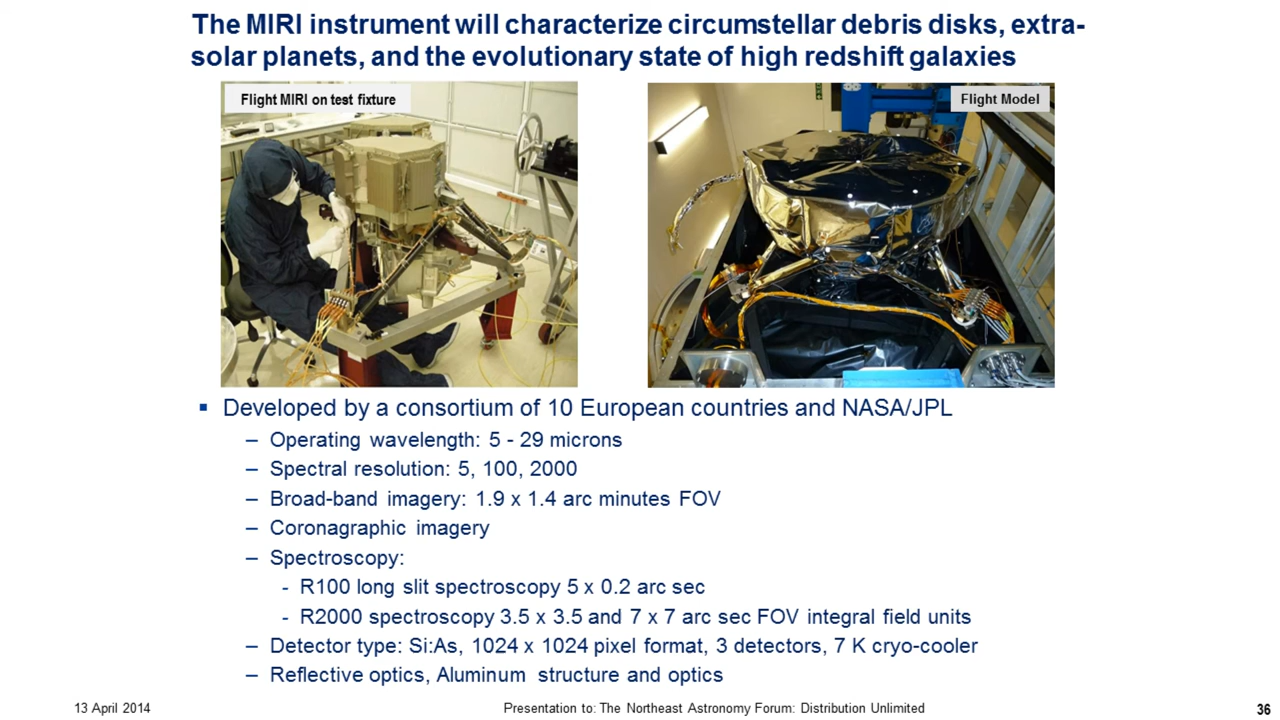 The MIRI instrument will characterize circumstellar debris disks, extra-
solar planets, and the evolutionary state of high redshift galaxies
Flight MIRI on test fixture
Flight Model
▪ Developed by a consortium of 10 European countries and NASA/JPL
– Operating wavelength: 5 - 29 microns
– Spectral resolution: 5, 100, 2000
– Broad-band imagery: 1.9 x 1.4 arc minutes FOV
– Coronagraphic imagery
– Spectroscopy:
- R100 long slit spectroscopy 5 x 0.2 arc sec
- R2000 spectroscopy 3.5 x 3.5 and 7 x 7 arc sec FOV integral field units
– Detector type: Si:As, 1024 x 1024 pixel format, 3 detectors, 7 K cryo-cooler
– Reflective optics, Aluminum structure and optics
13 April 2014
Presentation to: The Northeast Astronomy Forum: Distribution Unlimited
36